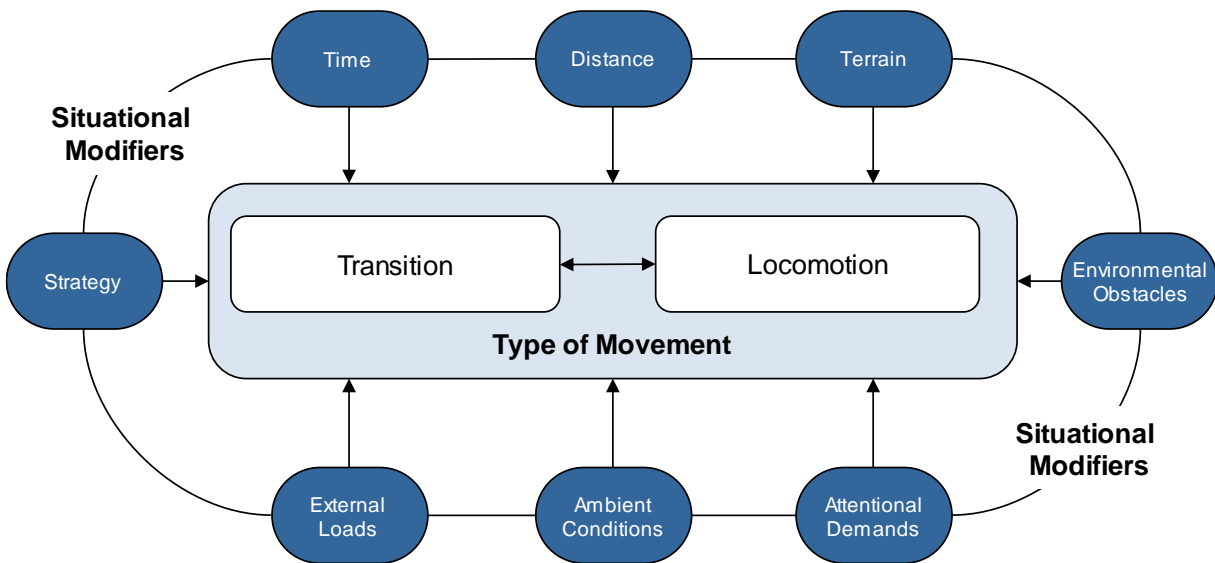 Time
Distance
Terrain
Situational
Modifiers
Transition
Locomotion
Strategy
Environmental
Obstacles
Type of Movement
Situational
Modifiers
External
Loads
Ambient
Conditions
Attentional
Demands